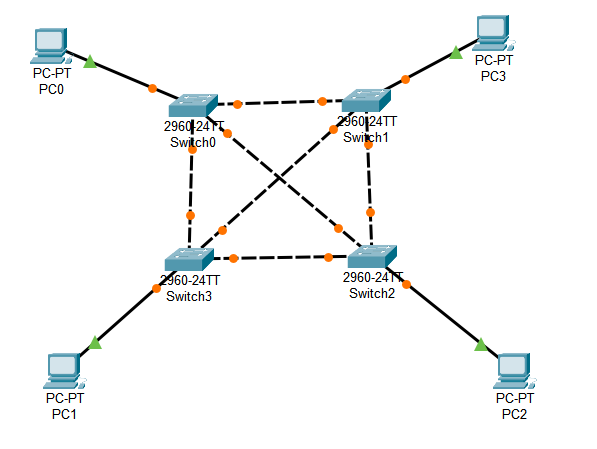 PC-PT
PC0
PC-PT
PC3
2960-24TT
Switch0
2960-24TT
Switch1
2960-24TT
Switch3
2960-24TT
Switch2
PC-PT
PC1
PC-PT
PC2